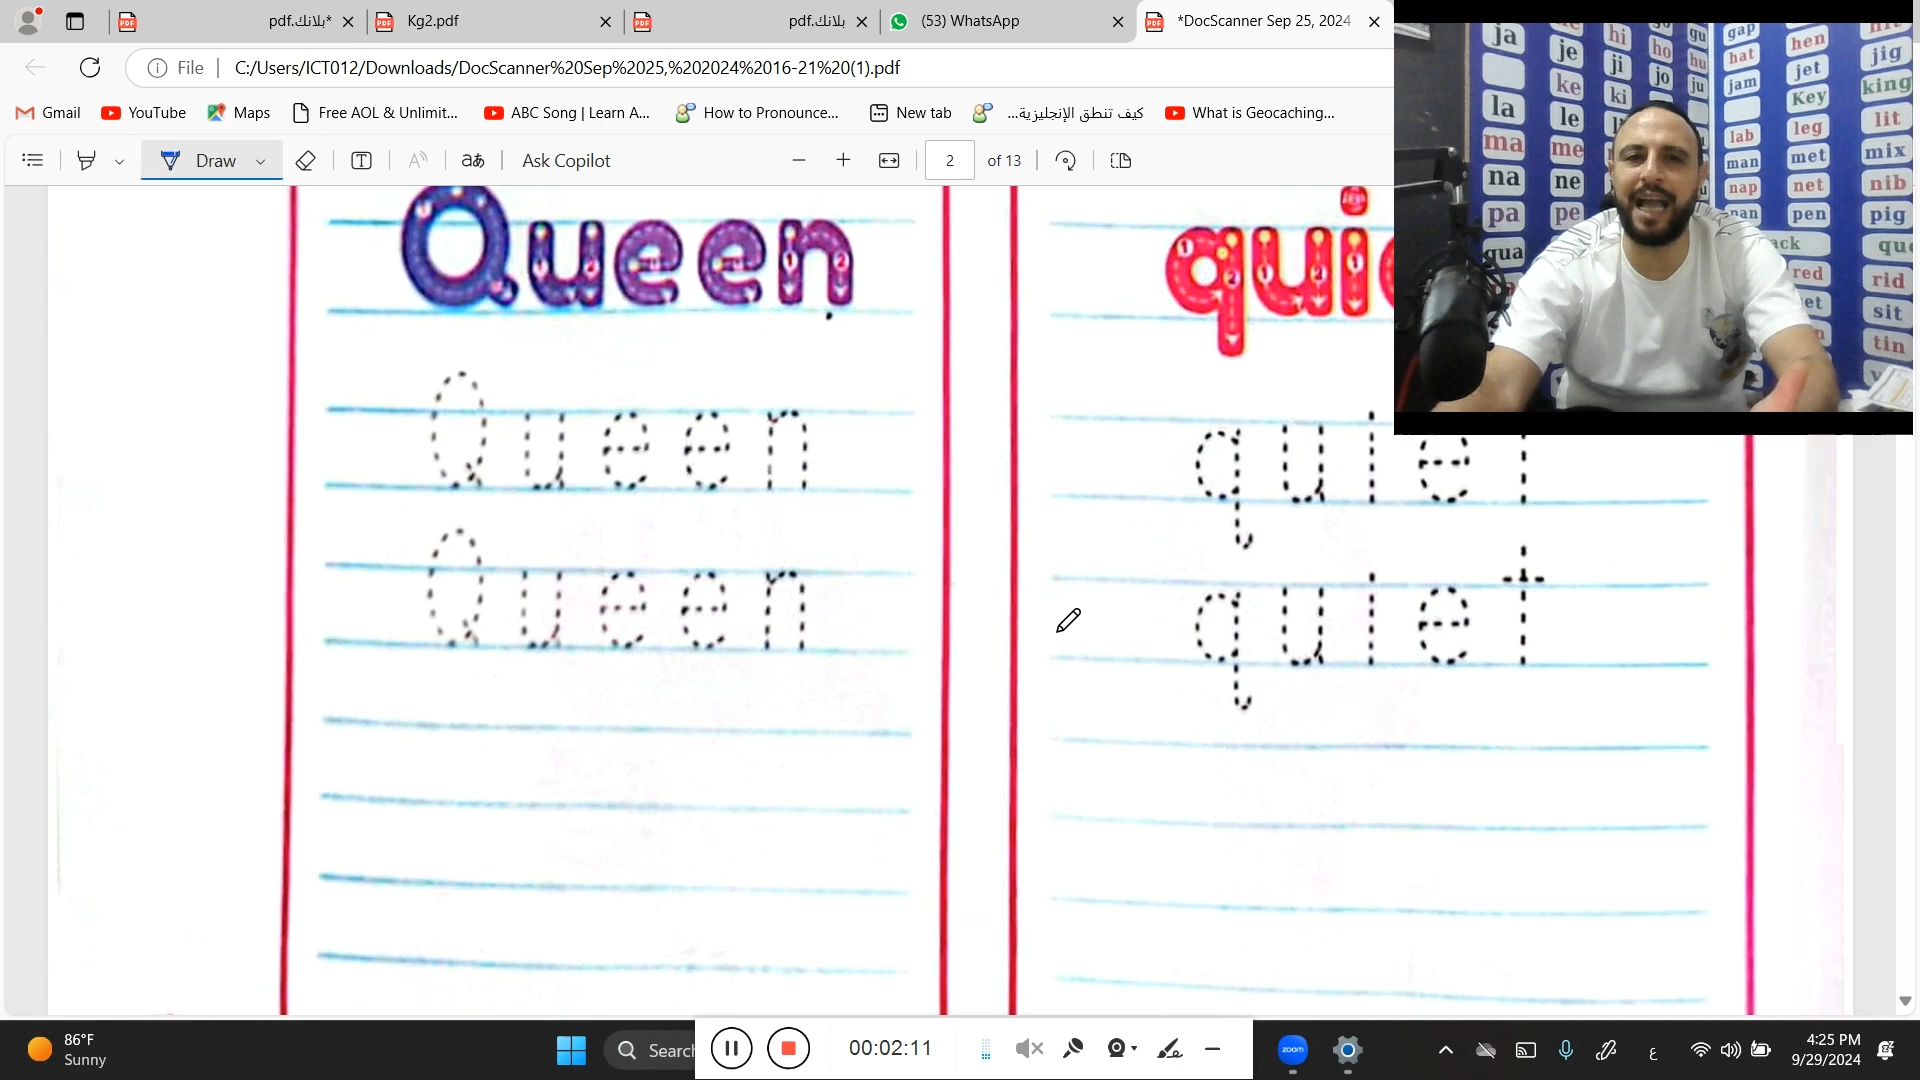 *بلانك.pdf
Kg2.pdf
بلانك.pdf
(53) WhatsApp
*DocScanner Sep 25, 2024
File
C:/Users/ICT012/Downloads/DocScanner%20Sep%2025,%202024%2016-21%20(1).pdf
Gmail
YouTube
Maps
Free AOL & Unlimit...
ABC Song | Learn A...
How to Pronounce...
New tab
كيف تنطق الإنجليزية...
What is Geocaching...
Draw
aあ
Ask Copilot
2 of 13
Queen
Queen
Queen
quie
quiet
quiet
ja je hi ho hu gap hen jig
ji jo ju hat jet king
ke ki jam Key lit
la le lab leg mix
ma me man met nib
na ne nap net pig
pa pe pen
qua
red rid
sit
tin
86°F
Sunny
Search
00:02:11
zoom
ع
4:25 PM
9/29/2024